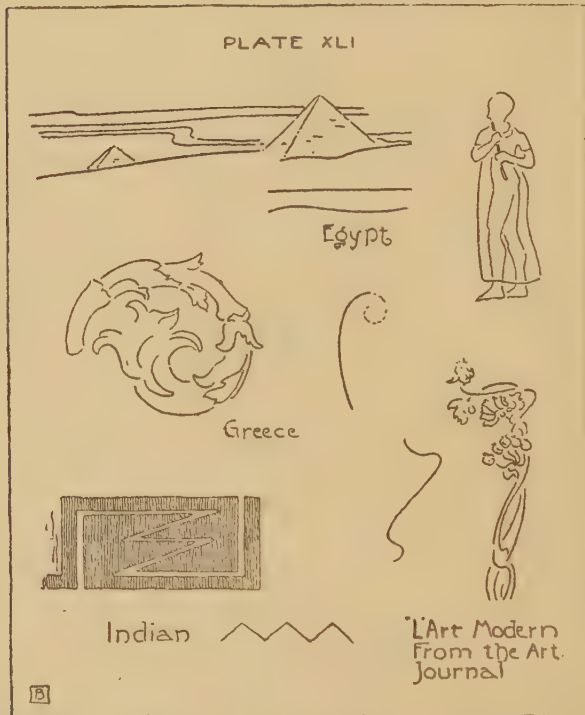 PLATE XLI
Egypt
Greece
Indian
"L'Art Modern
From the Art
Journal
B